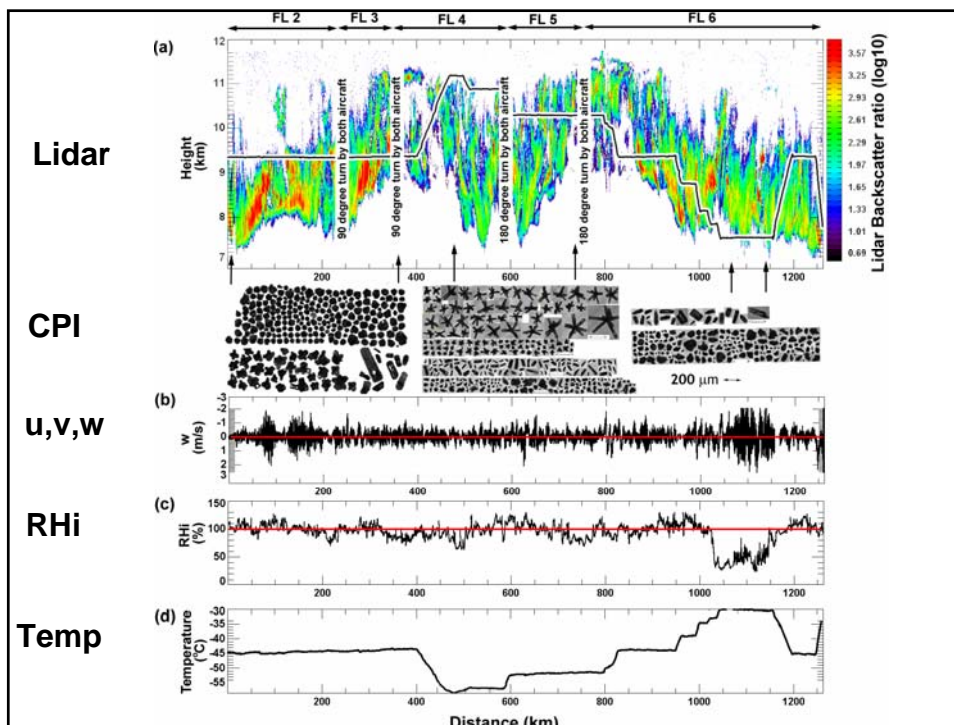 FL 2 FL 3 FL 4 FL 5 FL 6
(a)
Lidar
Height
(km)
12
11
10
9
8
7
90 degree turn by both aircraft
90 degree turn by both aircraft
180 degree turn by both aircraft
180 degree turn by both aircraft
3.57
3.25
2.93
2.61
2.29
1.97
1.65
1.33
1.01
0.69
Lidar Backscatter ratio (log10)
200 400 600 800 1000 1200
CPI
200 μm
(b)
u,v,w
w
(m/s)
-3
-2
-1
0
1
2
3
200 400 600 800 1000 1200
(c)
RHi
RHi
(%)
150
100
50
0
200 400 600 800 1000 1200
(d)
Temp
Temperature
(°C)
-30
-35
-40
-45
-50
-55
200 400 600 800 1000 1200
Distance (km)